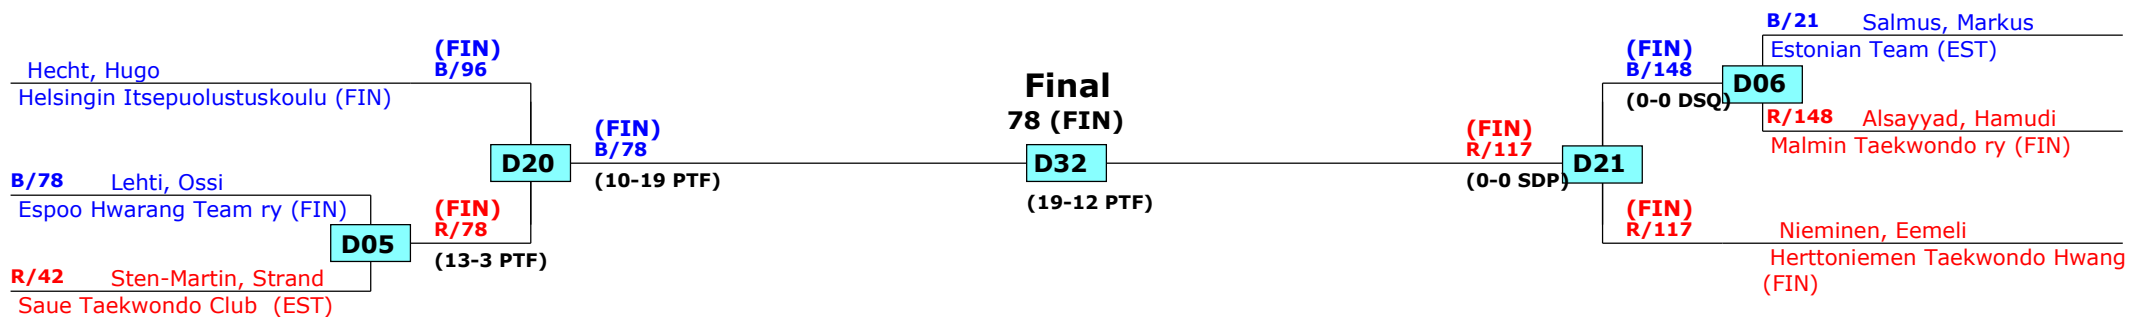 (FIN)
B/96
Hecht, Hugo
Helsingin Itsepuolustuskoulu (FIN)
B/78 Lehti, Ossi
Espoo Hwarang Team ry (FIN)
D05
R/42 Sten-Martin, Strand
Saue Taekwondo Club (EST)
(FIN)
R/78
(13-3 PTF)
D20
(FIN)
B/78
(10-19 PTF)
Final
78 (FIN)
D32
(19-12 PTF)
(FIN)
R/117
(0-0 SDP)
D21
(FIN)
B/148
(0-0 DSQ)
D06
B/21 Salmus, Markus
Estonian Team (EST)
R/148 Alsayyad, Hamudi
Malmin Taekwondo ry (FIN)
(FIN)
R/117
Nieminen, Eemeli
Herttoniemen Taekwondo Hwang
(FIN)